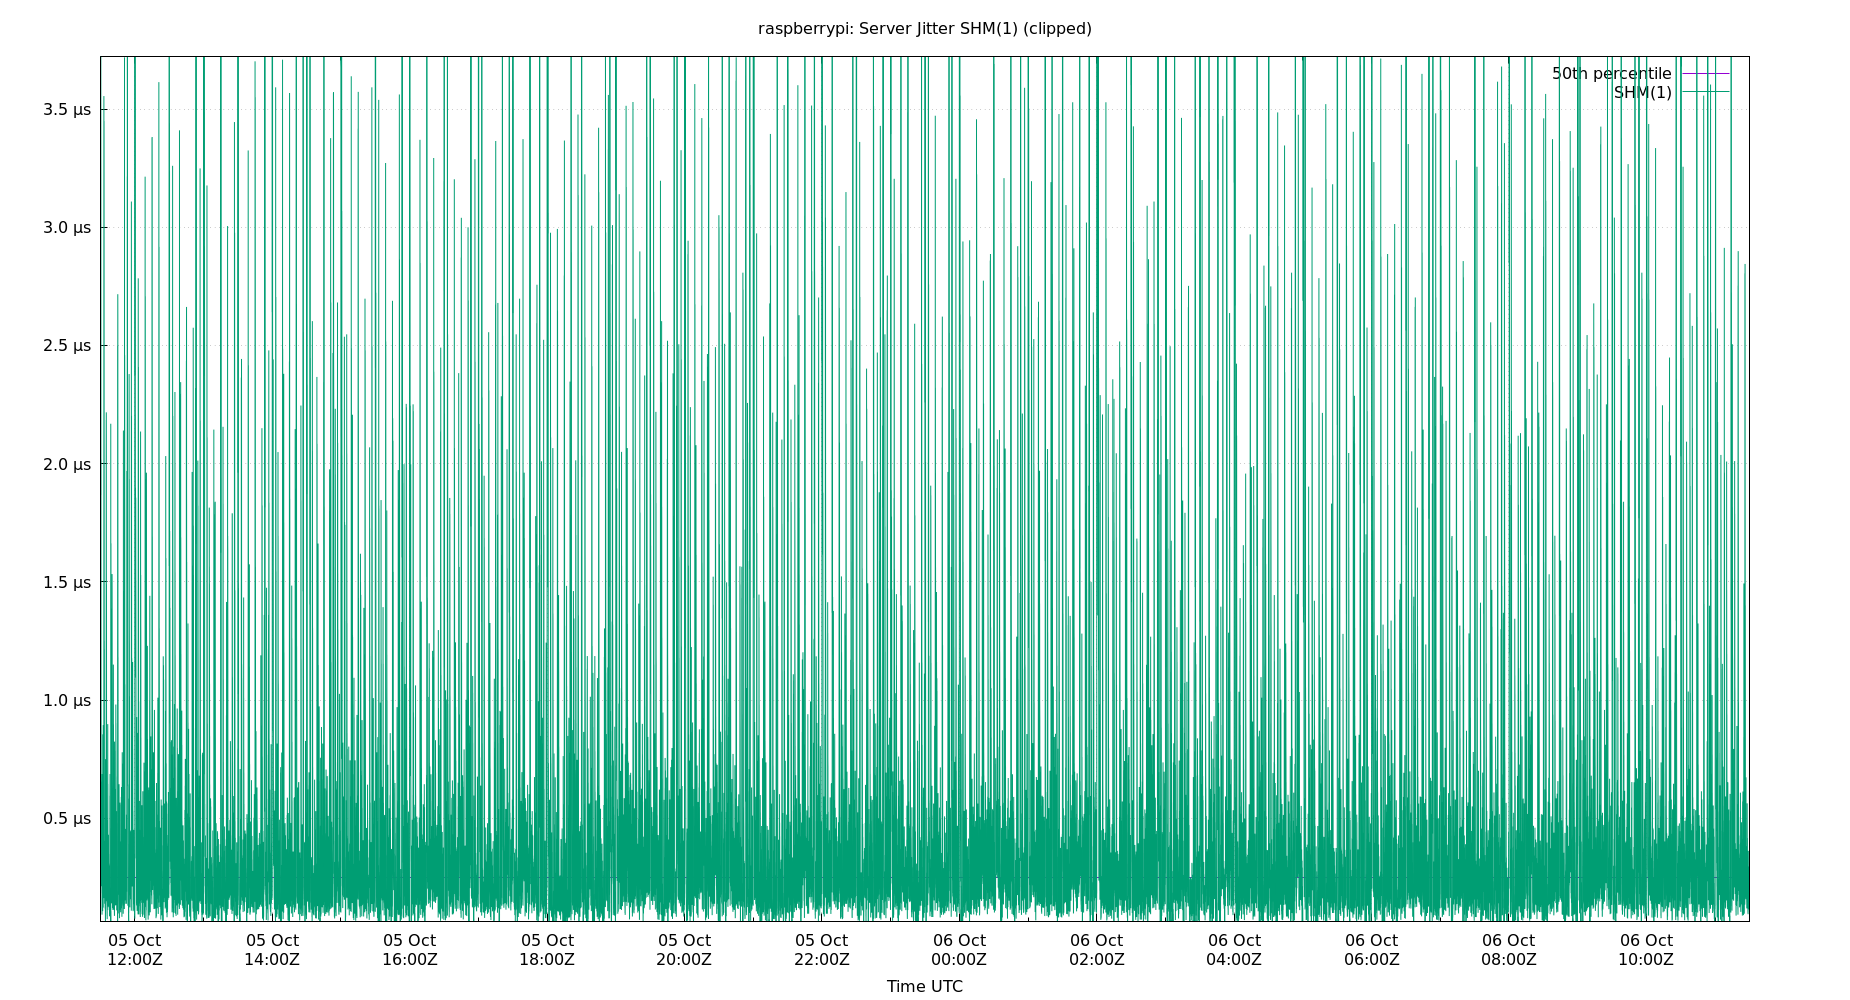 raspberrypi: Server Jitter SHM(1) (clipped)
50th percentile
SHM(1)
3.5 µs
3.0 µs
2.5 µs
2.0 µs
1.5 µs
1.0 µs
0.5 µs
05 Oct 05 Oct 05 Oct 05 Oct 05 Oct 05 Oct 06 Oct 06 Oct 06 Oct 06 Oct 06 Oct 06 Oct
12:00Z 14:00Z 16:00Z 18:00Z 20:00Z 22:00Z 00:00Z 02:00Z 04:00Z 06:00Z 08:00Z 10:00Z
Time UTC